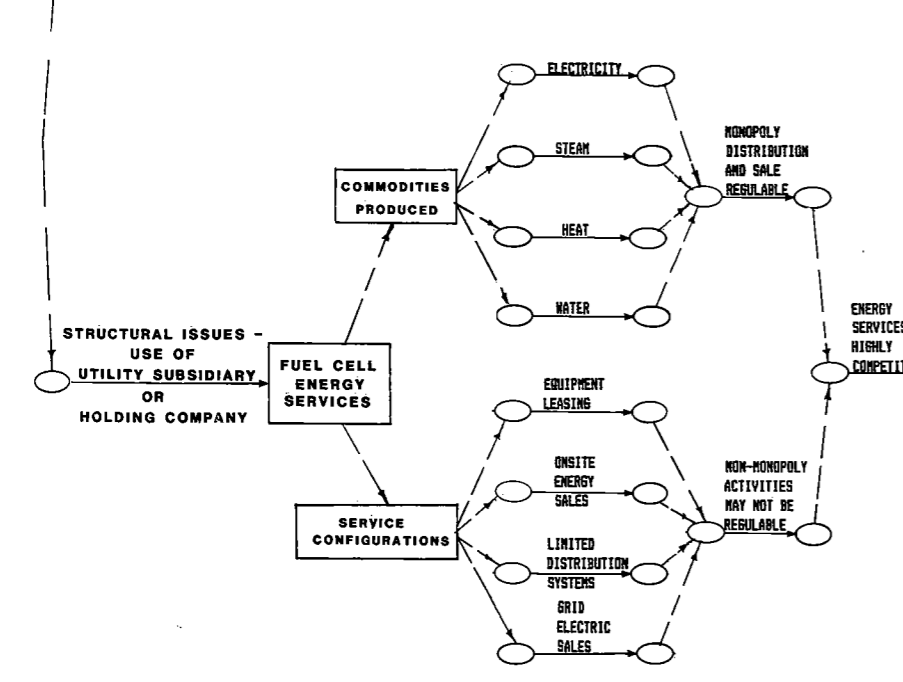 ELECTRICITY
STEAM
HEAT
WATER
COMMODITIES
PRODUCED
MONOPOLY
DISTRIBUTION
AND SALE
REGULABLE
STRUCTURAL ISSUES -
USE OF
UTILITY SUBSIDIARY
OR
HOLDING COMPANY
FUEL CELL
ENERGY
SERVICES
ENERGY
SERVICES
HIGHLY
COMPETIT
EQUIPMENT
LEASING
ONSITE
ENERGY
SALES
LIMITED
DISTRIBUTION
SYSTEMS
GRID
ELECTRIC
SALES
SERVICE
CONFIGURATIONS
NON-MONOPOLY
ACTIVITIES
MAY NOT BE
REGULABLE